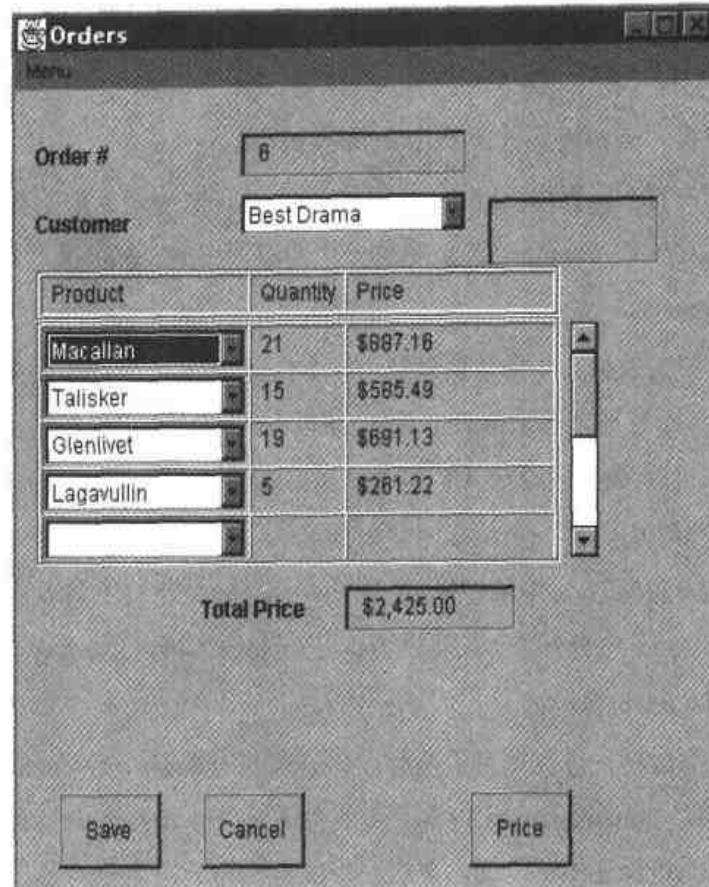 Orders
Menu
Order # 6
Customer Best Drama
Product Quantity Price
Macallan 21 $887.16
Talisker 15 $585.49
Glenlivet 19 $691.13
Lagavullin 5 $261.22
Total Price $2,425.00
Save Cancel Price